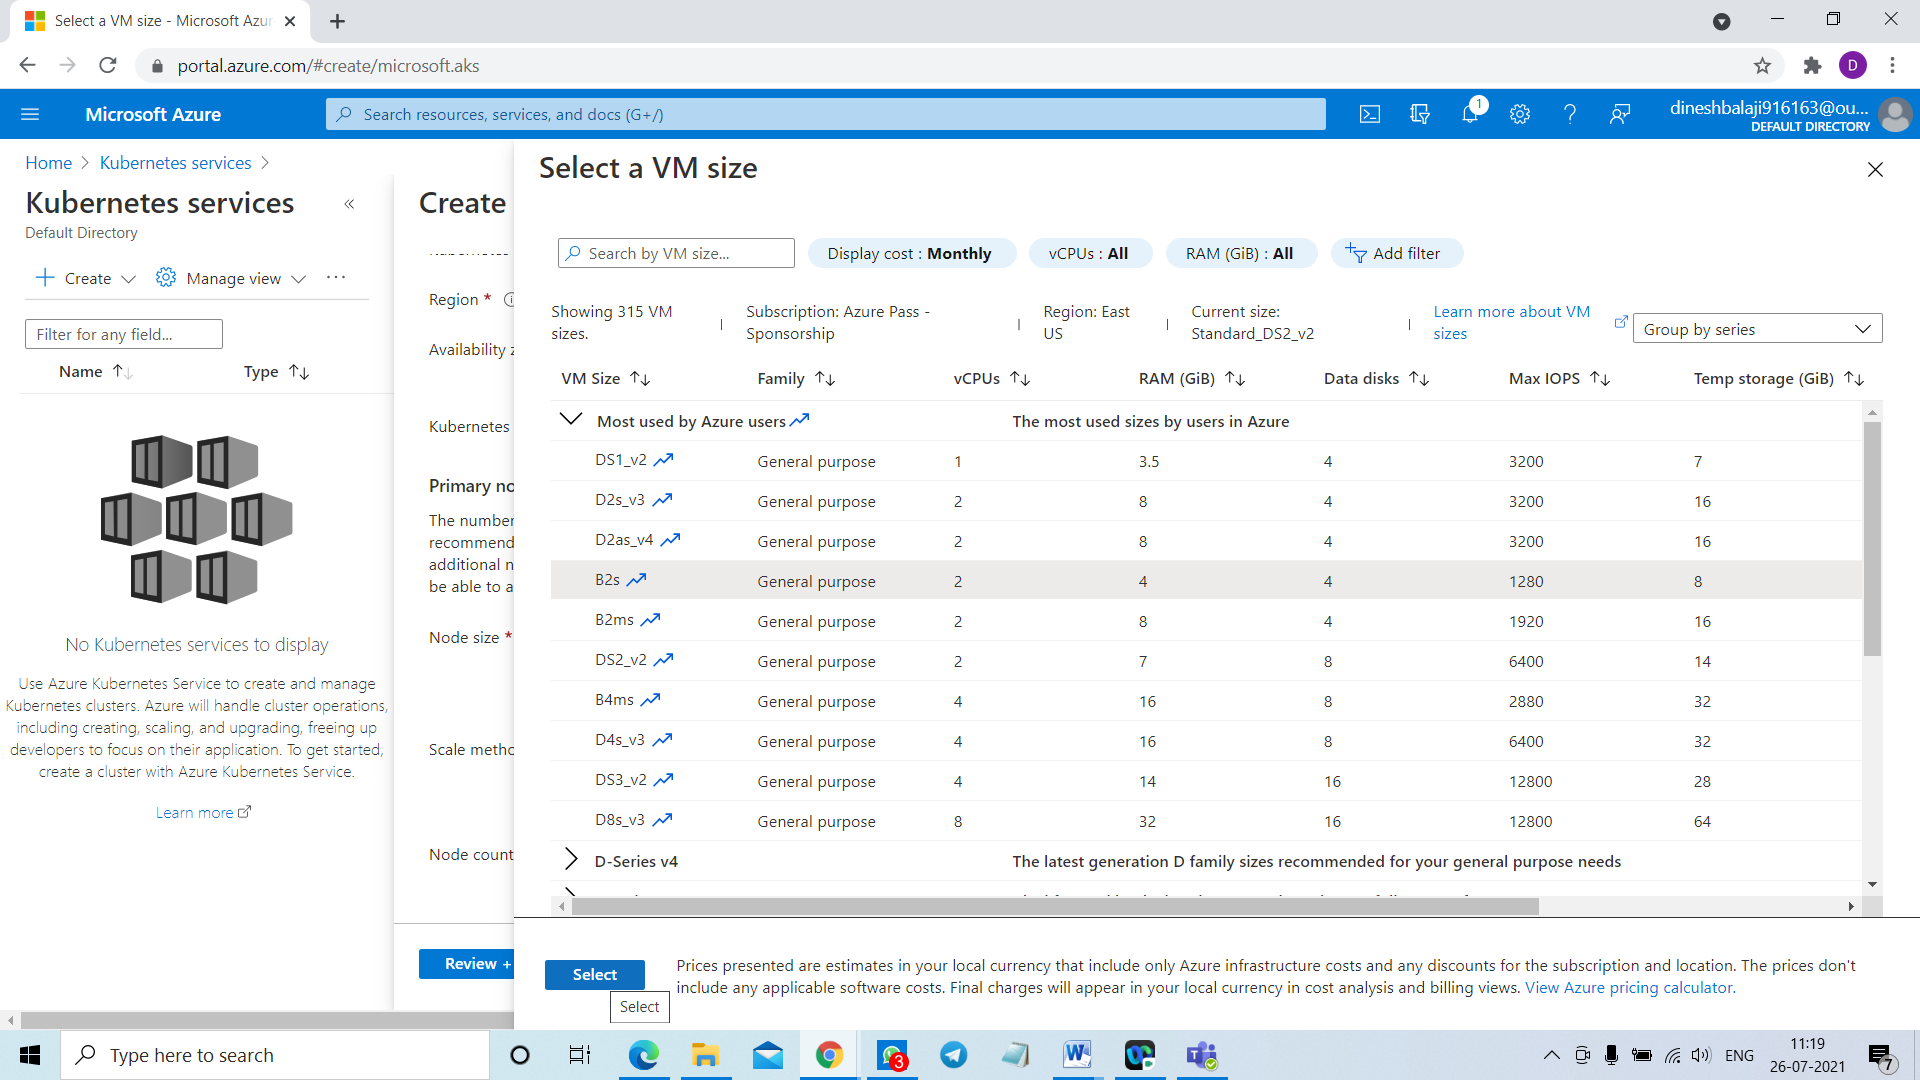 Select a VM size - Microsoft Azur
portal.azure.com/#create/microsoft.aks
D
Microsoft Azure
Search resources, services, and docs (G+/)
1
dineshbalaji916163@ou...
DEFAULT DIRECTORY
Home
Kubernetes services
Kubernetes services
«
Default Directory
Create
Manage view
...
Filter for any field...
Name
Type
No Kubernetes services to display
Use Azure Kubernetes Service to create and manage
Kubernetes clusters. Azure will handle cluster operations,
including creating, scaling, and upgrading, freeing up
developers to focus on their application. To get started,
create a cluster with Azure Kubernetes Service.
Learn more
Create
Region *
Availability z
Kubernetes
Primary no
The number
recommend
additional n
be able to a
Node size *
Scale metho
Node count
Review +
Select a VM size
Search by VM size...
Display cost : Monthly
vCPUs : All
RAM (GiB) : All
Add filter
Showing 315 VM
sizes.
Subscription: Azure Pass -
Sponsorship
Region: East
US
Current size:
Standard_DS2_v2
Learn more about VM
sizes
Group by series
VM Size Family vCPUs RAM (GiB) Data disks Max IOPS Temp storage (GiB)
Most used by Azure users The most used sizes by users in Azure
DS1_v2 General purpose 1 3.5 4 3200 7
D2s_v3 General purpose 2 8 4 3200 16
D2as_v4 General purpose 2 8 4 3200 16
B2s General purpose 2 4 4 1280 8
B2ms General purpose 2 8 4 1920 16
DS2_v2 General purpose 2 7 8 6400 14
B4ms General purpose 4 16 8 2880 32
D4s_v3 General purpose 4 16 8 6400 32
DS3_v2 General purpose 4 14 16 12800 28
D8s_v3 General purpose 8 32 16 12800 64
D-Series v4 The latest generation D family sizes recommended for your general purpose needs
Select
Select
Prices presented are estimates in your local currency that include only Azure infrastructure costs and any discounts for the subscription and location. The prices don't
include any applicable software costs. Final charges will appear in your local currency in cost analysis and billing views. View Azure pricing calculator.
Type here to search
3
ENG
11:19
26-07-2021
7